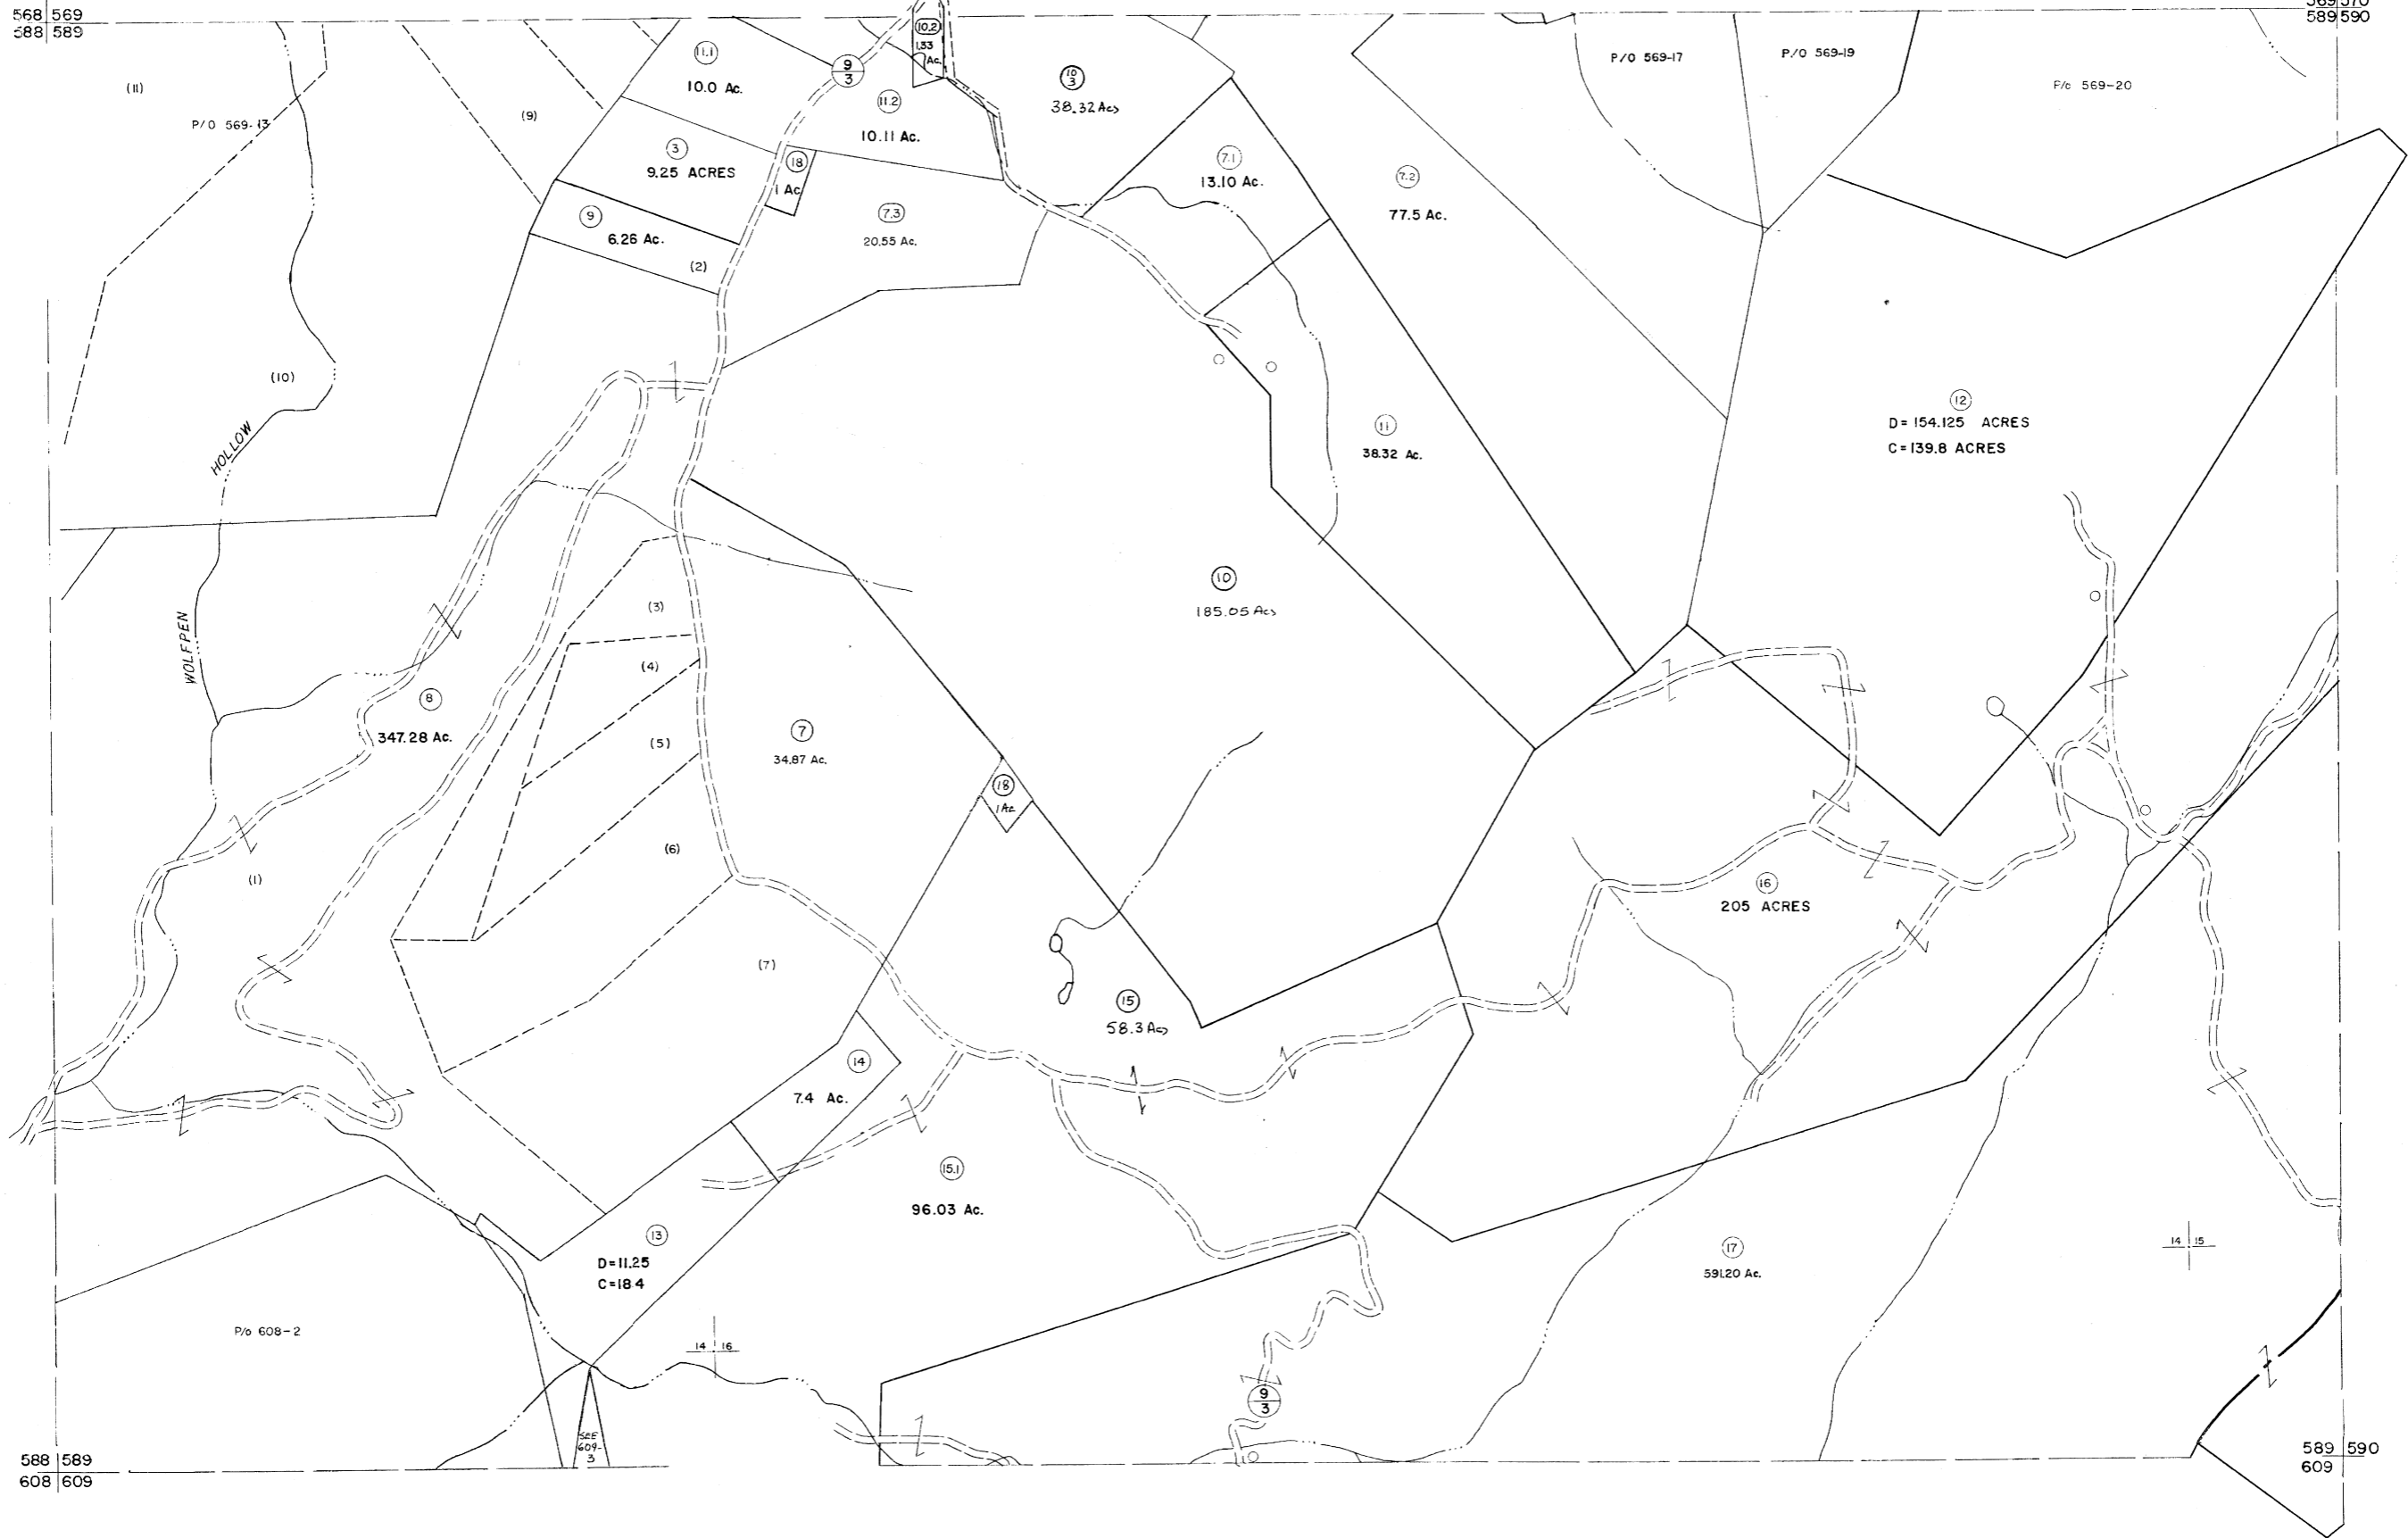 568 569
588 589
569 570
589 590
10.2
1.33
Ac.
11.1
10.0 Ac.
9
3
10
3
38.32 Acs
P/O 569-17
P/O 569-19
P/o 569-20
(11)
P/O 569-13
(9)
11.2
10.11 Ac.
3
9.25 ACRES
18
1 Ac
7.1
13.10 Ac.
7.2
77.5 Ac.
9
6.26 Ac.
(2)
7.3
20.55 Ac.
(10)
HOLLOW
12
D = 154.125 ACRES
C = 139.8 ACRES
11
38.32 Ac.
10
185.05 Acs
WOLFPEN
(3)
(4)
8
347.28 Ac.
(5)
7
34.87 Ac.
18
1 Ac
(6)
(1)
16
205 ACRES
(7)
15
58.3 Acs
14
7.4 Ac.
15.1
96.03 Ac.
13
D=11.25
C=18.4
17
591.20 Ac.
14 15
P/o 608-2
14 16
9
3
SEE
609-
3
588 589
608 609
589 590
609